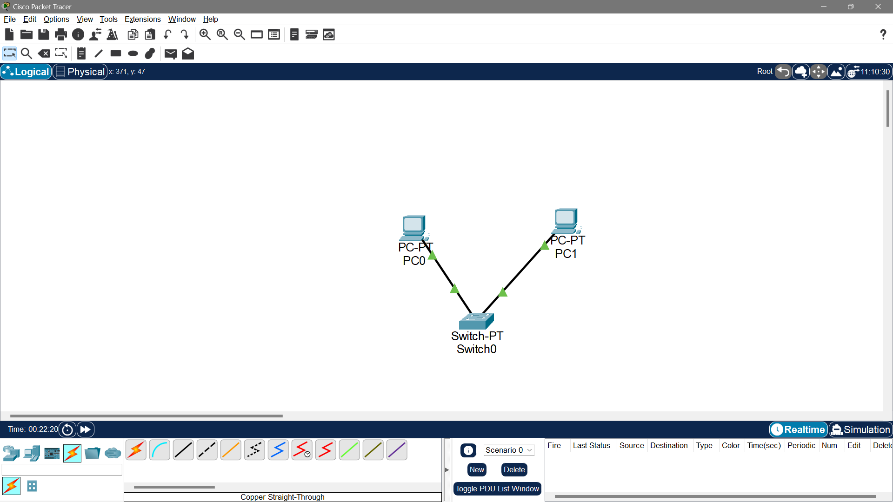 Cisco Packet Tracer
File Edit Options View Tools Extensions Window Help
?
Logical Physical x: 371, y: 47 Root 11:10:30
PC-PT
PC0
PC-PT
PC1
Switch-PT
Switch0
Time: 00:22:20 Realtime Simulation
Scenario 0 Fire Last Status Source Destination Type Color Time(sec) Periodic Num Edit Delete
New Delete
Toggle PDU List Window
Copper Straight-Through